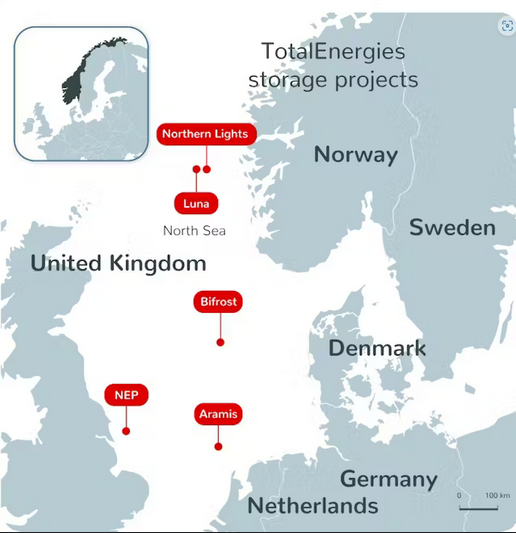 TotalEnergies
storage projects
Northern Lights
Norway
Luna
North Sea
Sweden
United Kingdom
Bifrost
Denmark
NEP
Aramis
Germany
Netherlands
0 100 km